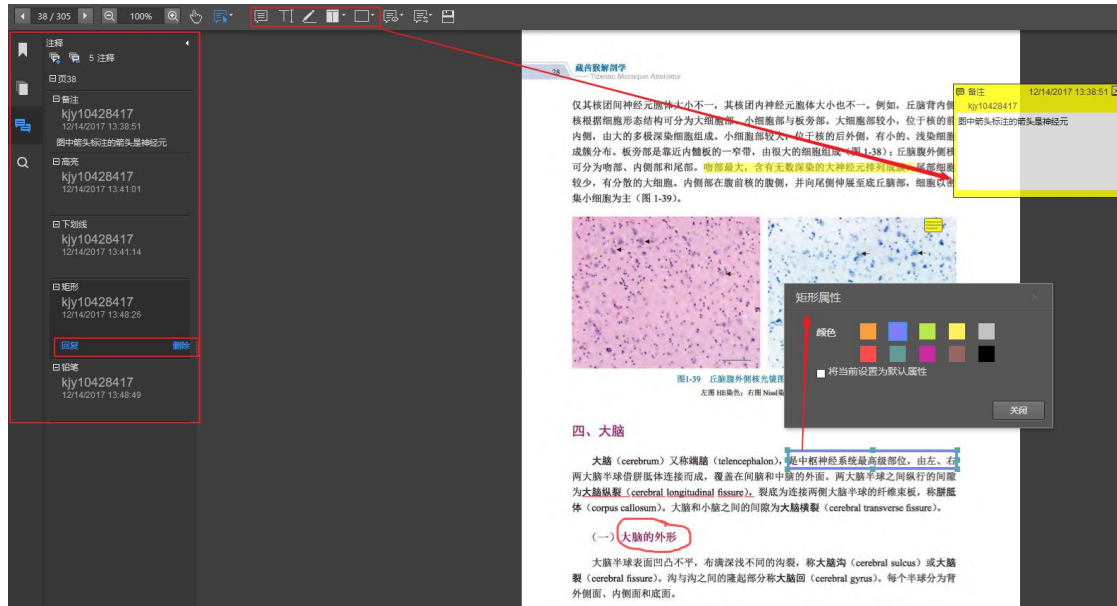 38 / 305
100%
注释
5 注释
页38
备注
kjy10428417
12/14/2017 13:38:51
图中箭头标注的箭头是神经元
高亮
kjy10428417
12/14/2017 13:41:01
下划线
kjy10428417
12/14/2017 13:41:14
矩形
kjy10428417
12/14/2017 13:48:26
回复 删除
铅笔
kjy10428417
12/14/2017 13:48:49
28 藏酋猴解剖学
Tibetan Macaque Anatomy
仅其核团间神经元胞体大小不一，其核团内神经元胞体大小也不一。例如，丘脑背内侧
核根据细胞形态结构可分为大细胞部、小细胞部与板旁部。大细胞部较小，位于核的前
内侧，由大的多极深染细胞组成。小细胞部较大，位于核的后外侧，有小的、浅染细胞
成簇分布。板旁部是靠近内髓板的一窄带，由很大的细胞组成（图 1-38）；丘脑腹外侧核
可分为吻部、内侧部和尾部。吻部最大，含有无数深染的大神经元排列成簇。尾部细胞
较少，有分散的大细胞。内侧部在腹前核的腹侧，并向尾侧伸展至底丘脑部，细胞以密
集小细胞为主（图 1-39）。
备注 12/14/2017 13:38:51
kjy10428417
图中箭头标注的箭头是神经元
图1-39 丘脑腹外侧核光镜图
左图 HE染色；右图 Nissl染
矩形属性
颜色
将当前设置为默认属性
关闭
四、大脑
大脑（cerebrum）又称端脑（telencephalon），是中枢神经系统最高级部位，由左、右
两大脑半球借胼胝体连接而成，覆盖在间脑和中脑的外面。两大脑半球之间纵行的间隙
为大脑纵裂（cerebral longitudinal fissure），裂底为连接两侧大脑半球的纤维束板，称胼胝
体（corpus callosum）。大脑和小脑之间的间隙为大脑横裂（cerebral transverse fissure）。
（一）大脑的外形
大脑半球表面凹凸不平，布满深浅不同的沟裂，称大脑沟（cerebral sulcus）或大脑
裂（cerebral fissure）。沟与沟之间的隆起部分称大脑回（cerebral gyrus）。每个半球分为背
外侧面、内侧面和底面。